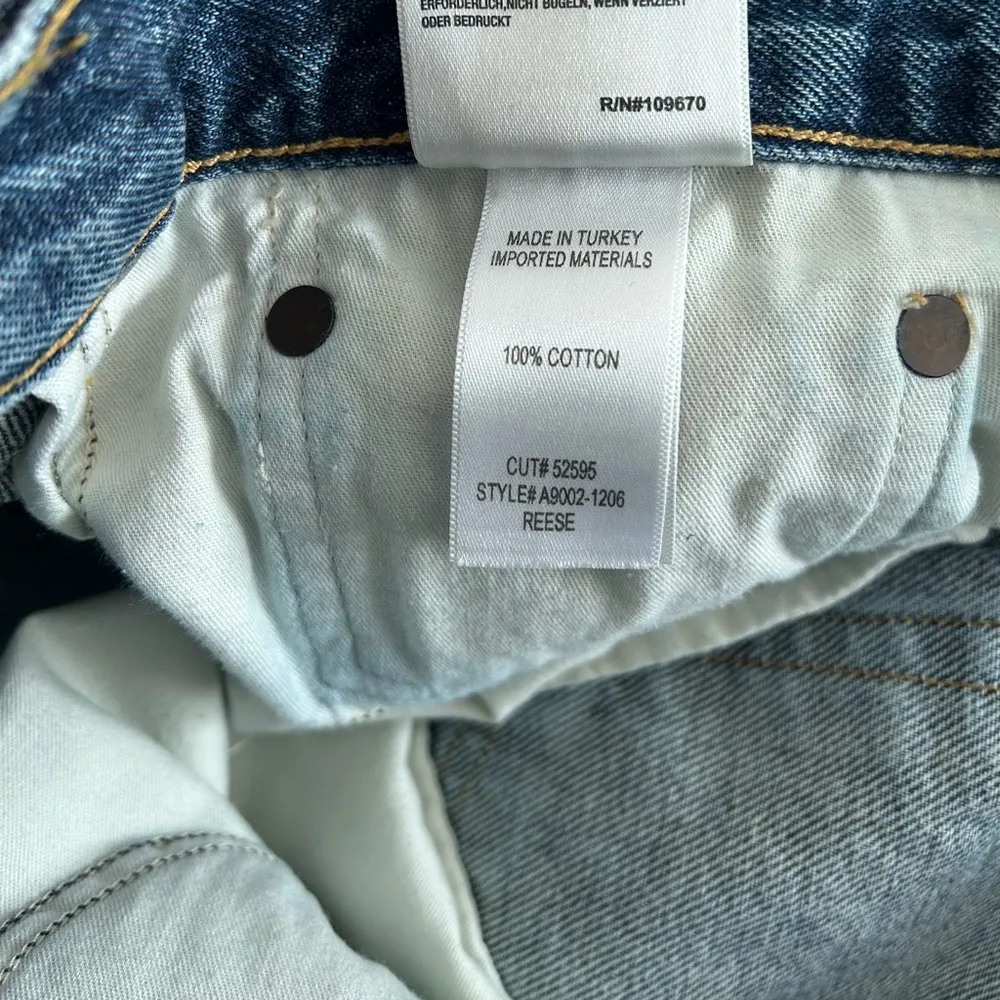 ERFORDERLICH,NICHT BÜGELN, WENN VERZIERT
ODER BEDRUCKT
R/N#109670
MADE IN TURKEY
IMPORTED MATERIALS
100% COTTON
CUT# 52595
STYLE# A9002-1206
REESE